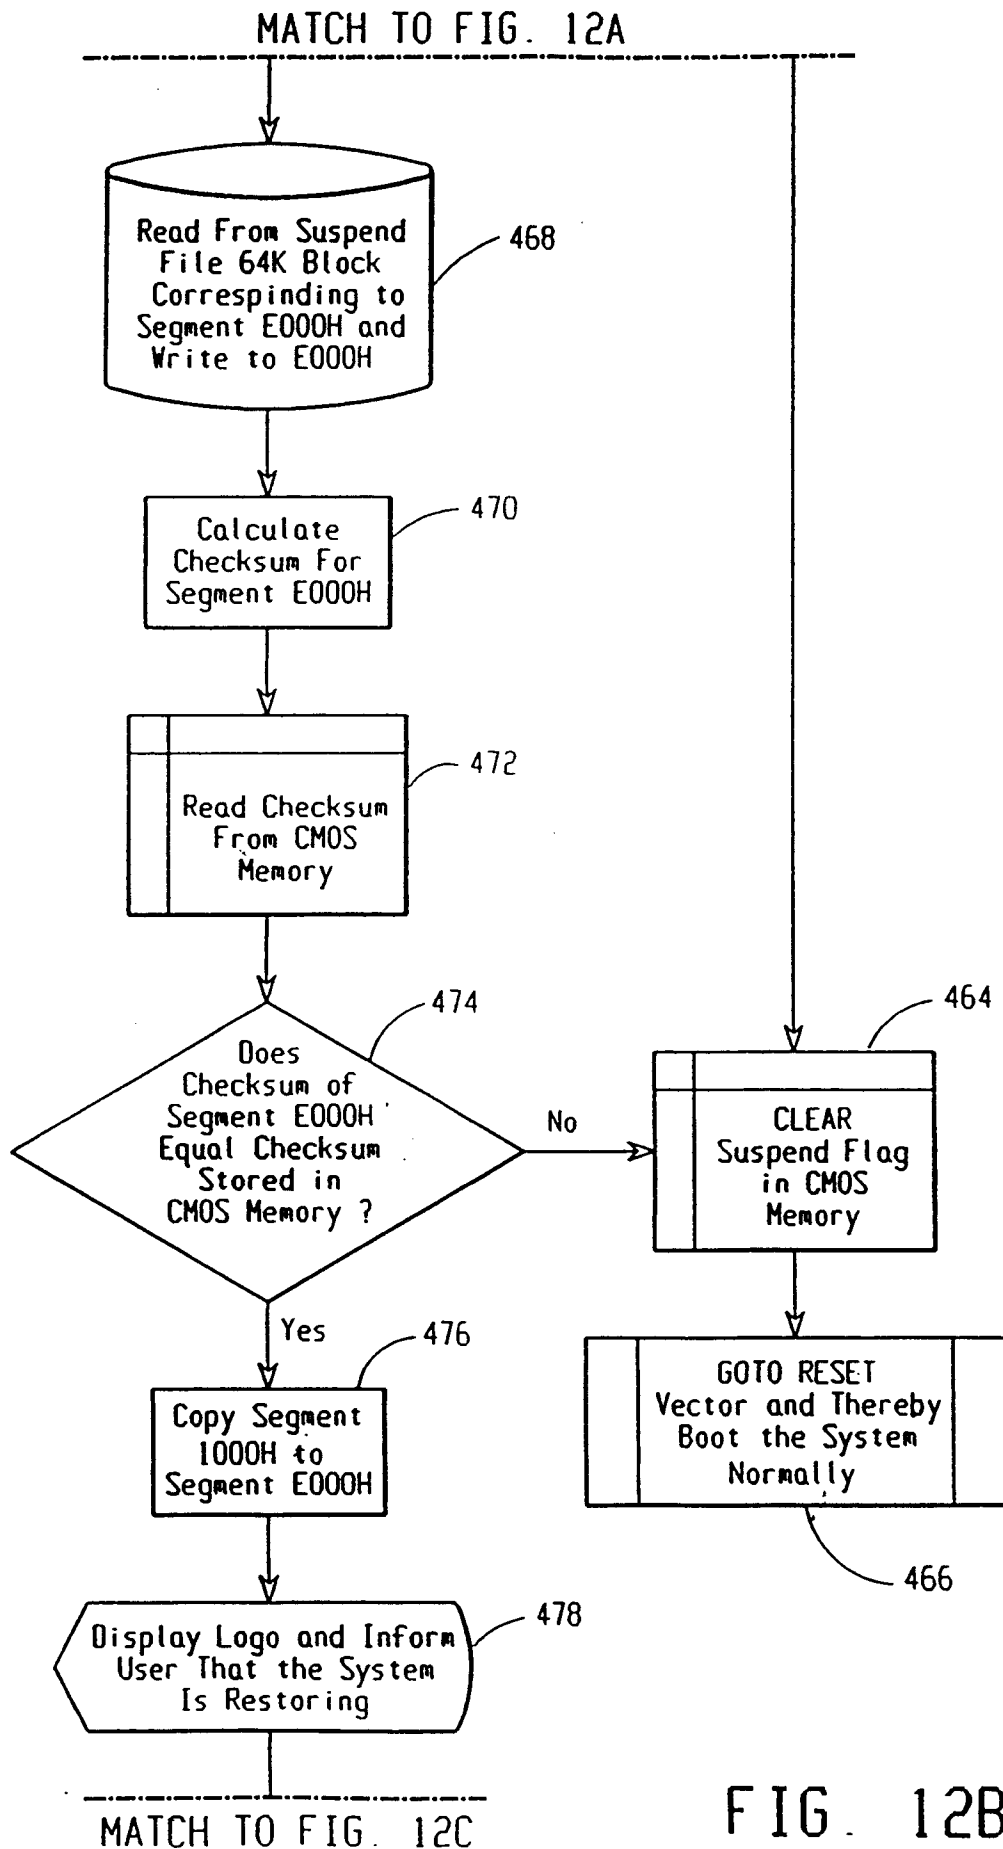 MATCH TO FIG. 12A
Read From Suspend
File 64K Block
Correspinding to
Segment E000H and
Write to E000H
468
Calculate
Checksum For
Segment E000H
470
Read Checksum
From CMOS
Memory
472
Does
Checksum of
Segment E000H
Equal Checksum
Stored in
CMOS Memory ?
474
No
Yes
CLEAR
Suspend Flag
in CMOS
Memory
464
GOTO RESET
Vector and Thereby
Boot the System
Normally
466
Copy Segment
1000H to
Segment E000H
476
Display Logo and Inform
User That the System
Is Restoring
478
MATCH TO FIG. 12C
FIG. 12B